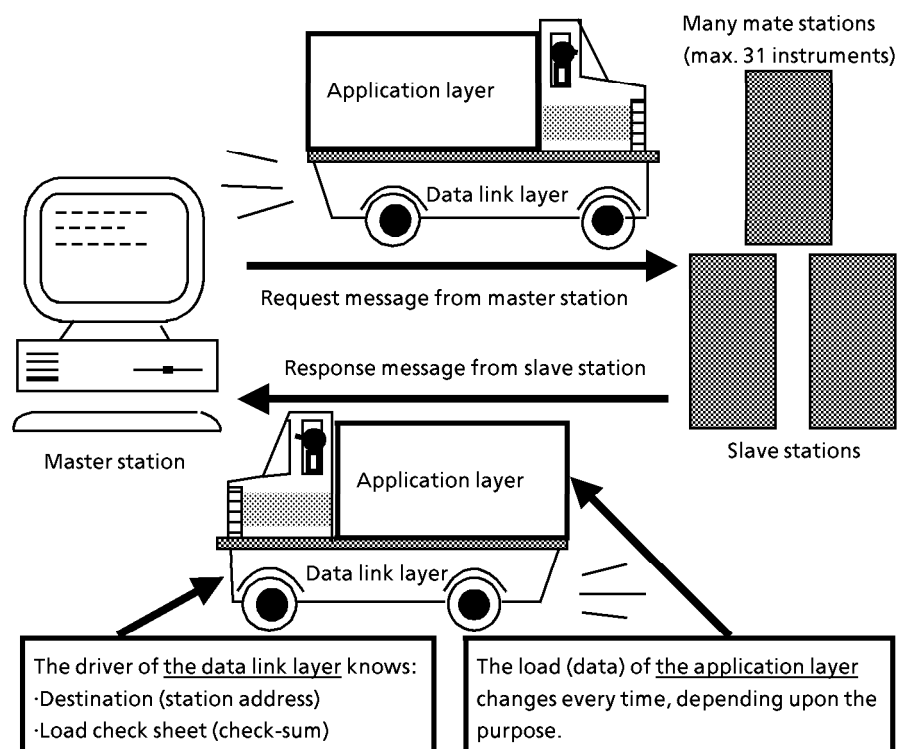 Many mate stations
(max. 31 instruments)
Application layer
Data link layer
Request message from master station
Response message from slave station
Master station
Slave stations
Application layer
Data link layer
The driver of the data link layer knows:
·Destination (station address)
·Load check sheet (check-sum)
The load (data) of the application layer
changes every time, depending upon the
purpose.